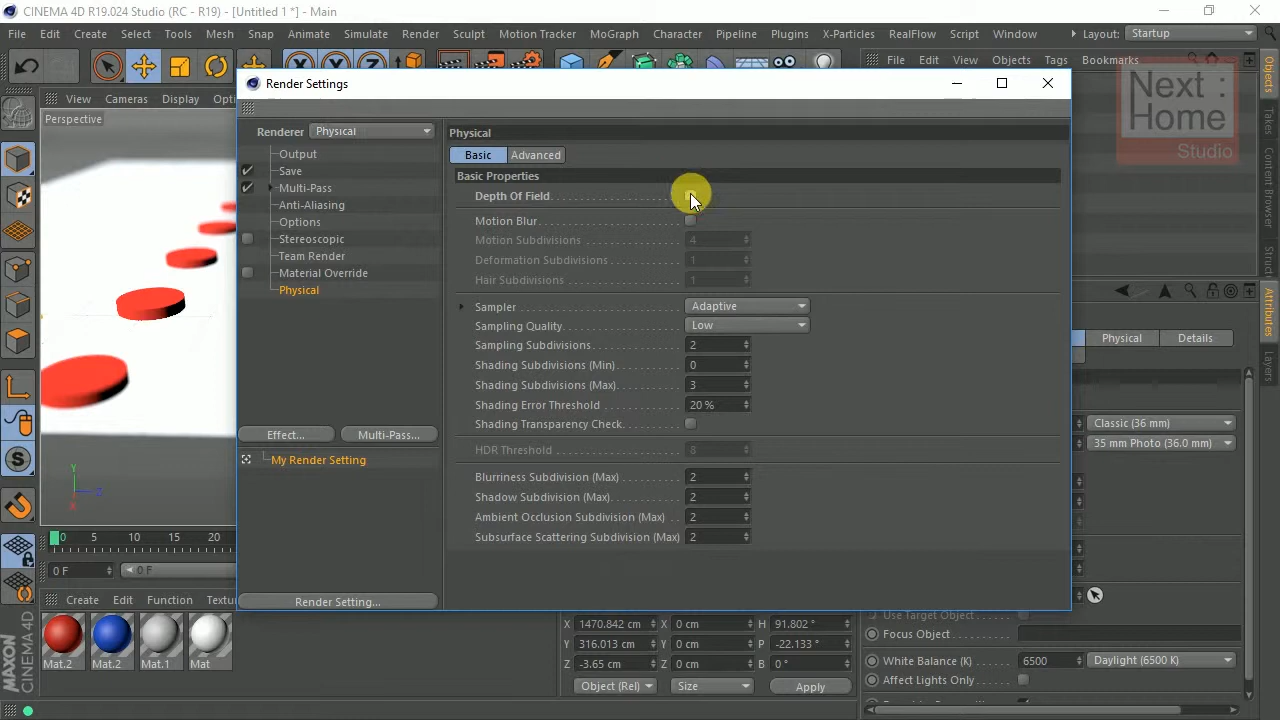 CINEMA 4D R19.024 Studio (RC - R19) - [Untitled 1 *] - Main
File Edit Create Select Tools Mesh Snap Animate Simulate Render Sculpt Motion Tracker MoGraph Character Pipeline Plugins X-Particles RealFlow Script Window Layout: Startup
File Edit View Objects Tags Bookmarks
View Cameras Display
Render Settings
Next :
Home
Studio
Perspective
Renderer Physical
Output
Save
Multi-Pass
Anti-Aliasing
Options
Stereoscopic
Team Render
Material Override
Physical
Effect... Multi-Pass...
My Render Setting
Render Setting...
Physical
Basic Advanced
Basic Properties
Depth Of Field
Motion Blur
Motion Subdivisions 4
Deformation Subdivisions 1
Hair Subdivisions 1
Sampler Adaptive
Sampling Quality Low
Sampling Subdivisions 2
Shading Subdivisions (Min) 0
Shading Subdivisions (Max) 3
Shading Error Threshold 20 %
Shading Transparency Check
HDR Threshold 8
Blurriness Subdivision (Max) 2
Shadow Subdivision (Max) 2
Ambient Occlusion Subdivision (Max) 2
Subsurface Scattering Subdivision (Max) 2
Objects
Takes
Content Browser
Attributes
Layers
Physical Details
Classic (36 mm)
35 mm Photo (36.0 mm)
Use Target Object
Focus Object
White Balance (K) 6500 Daylight (6500 K)
Affect Lights Only
Y
Z
X
0 5 10 15 20
0 F 0 F
Create Edit Function
Mat.2 Mat.2 Mat.1 Mat
X 1470.842 cm X 0 cm H 91.802 °
Y 316.013 cm Y 0 cm P -22.133 °
Z -3.65 cm Z 0 cm B 0 °
Object (Rel) Size Apply
MAXON
CINEMA 4D